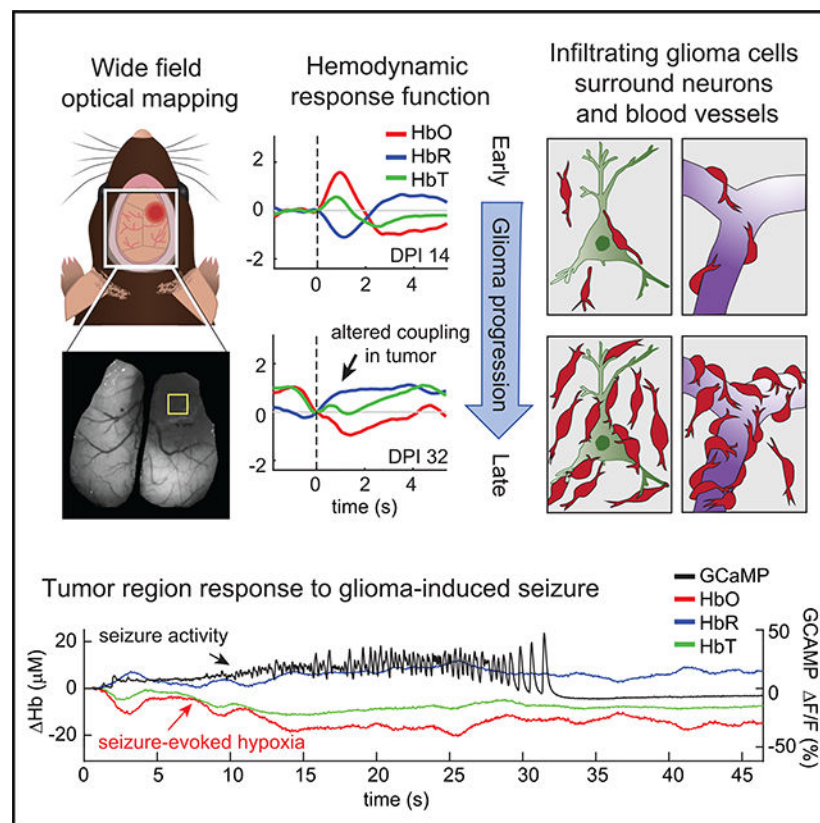 Wide field
optical mapping
Hemodynamic
response function
HbO
HbR
HbT
2
0
-2
0
2
4
DPI 14
altered coupling
in tumor
2
0
-2
DPI 32
0
2
4
time (s)
Early
Glioma progression
Late
Infiltrating glioma cells
surround neurons
and blood vessels
Tumor region response to glioma-induced seizure
GCaMP
HbO
HbR
HbT
seizure activity
seizure-evoked hypoxia
ΔHb (μM)
20
0
-20
50
0
-50
GCAMP
ΔF/F (%)
0
5
10
15
20
25
30
35
40
45
time (s)